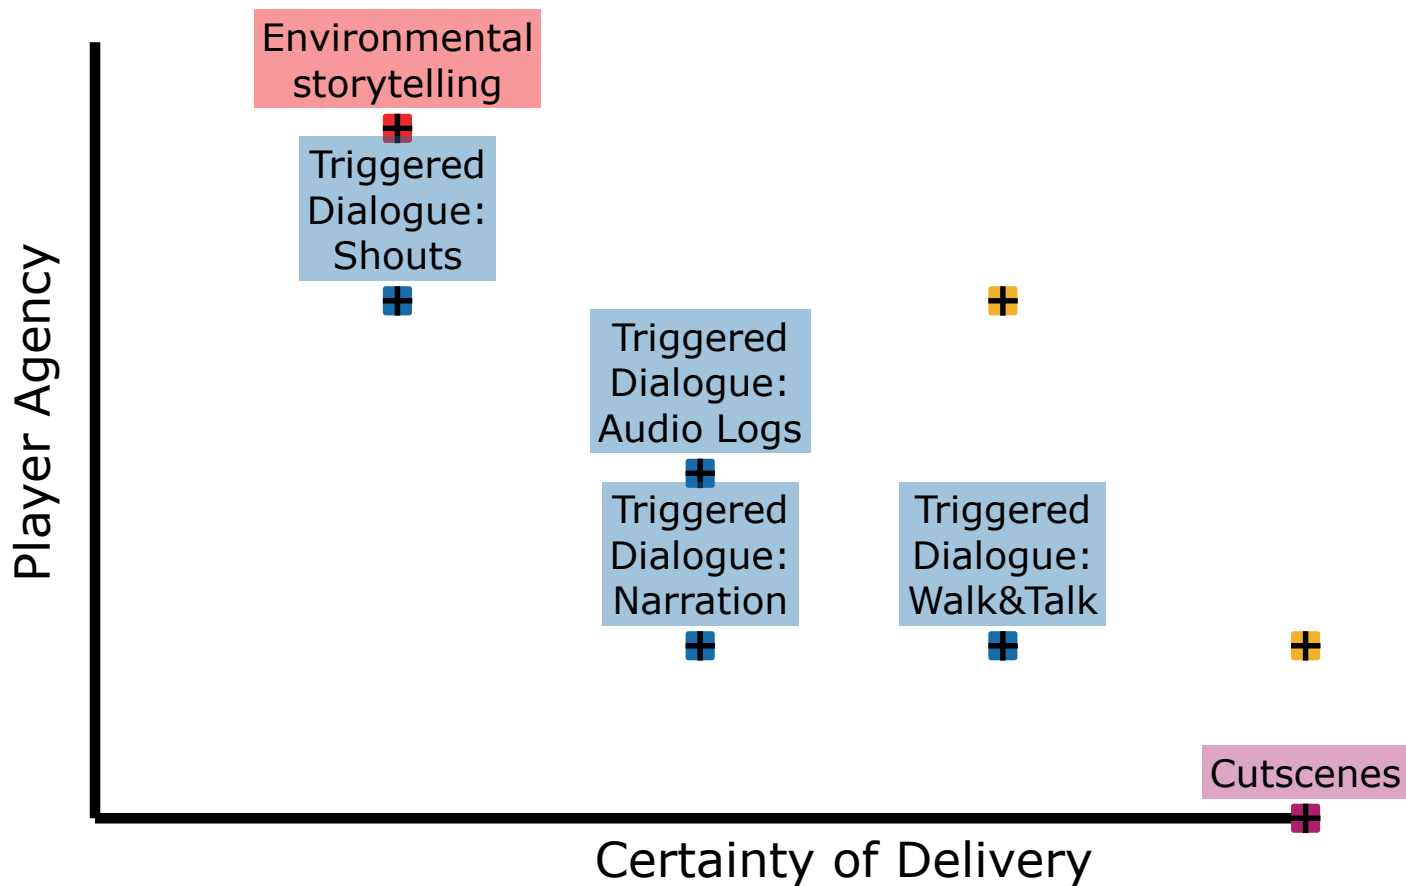 Environmental
storytelling
Triggered
Dialogue:
Shouts
Triggered
Dialogue:
Audio Logs
Triggered
Dialogue:
Narration
Triggered
Dialogue:
Walk&Talk
Cutscenes
Player Agency
Certainty of Delivery